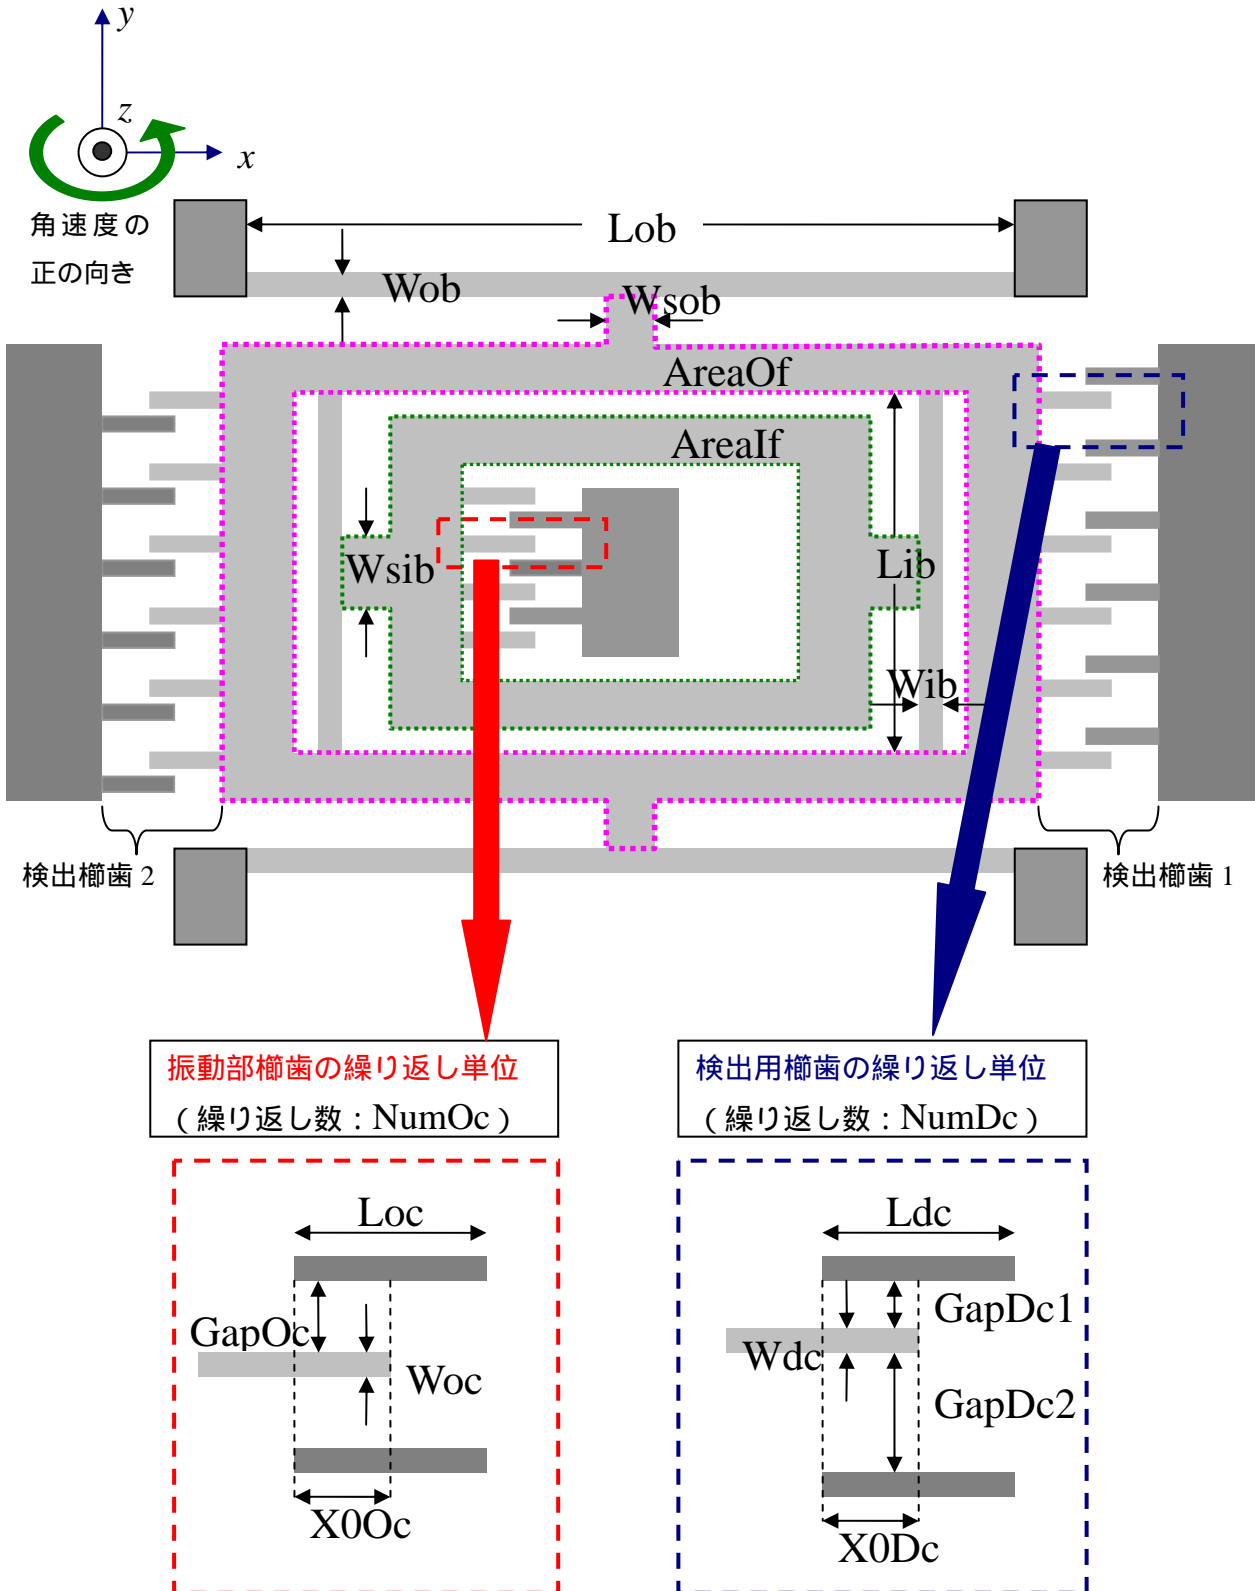 y
z
x
角速度の
正の向き
Lob
Wob
Wsob
AreaOf
AreaIf
Wsib
Lib
Wib
検出櫛歯 2
検出櫛歯 1
振動部櫛歯の繰り返し単位
（繰り返し数：NumOc）
検出用櫛歯の繰り返し単位
（繰り返し数：NumDc）
Loc
GapOc
Woc
X0Oc
Ldc
GapDc1
Wdc
GapDc2
X0Dc